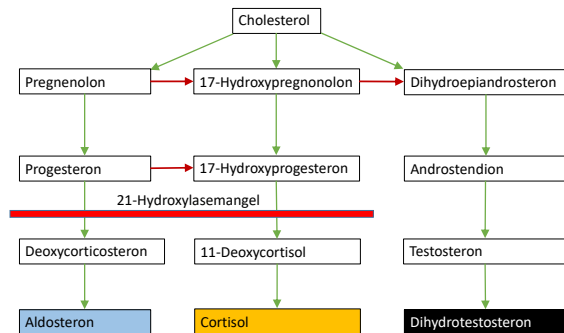 Cholesterol
Pregnenolon
17-Hydroxypregnonolon
Dihydroepiandrosteron
Progesteron
17-Hydroxyprogesteron
Androstendion
21-Hydroxylasemangel
Deoxycorticosteron
11-Deoxycortisol
Testosteron
Aldosteron
Cortisol
Dihydrotestosteron